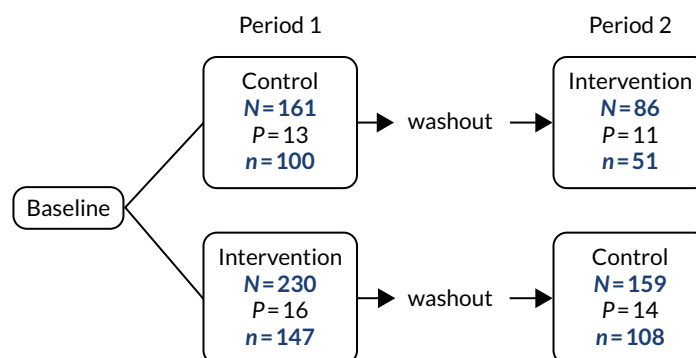 Period 1
Period 2
Control
N=161
P=13
n=100
washout
Intervention
N=86
P=11
n=51
Baseline
Intervention
N=230
P=16
n=147
washout
Control
N=159
P=14
n=108